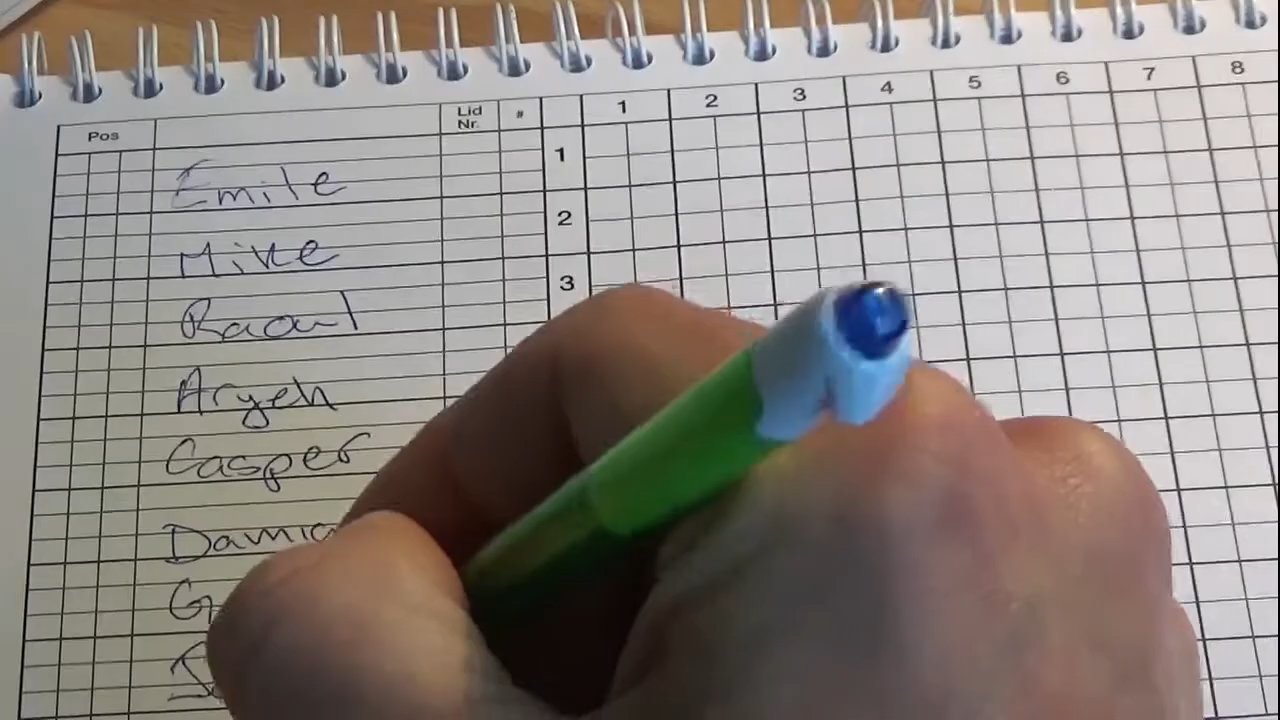 Pos Lid Nr. # 1 2 3 4 5 6 7 8
1 Emile
2 Mike
3 Raoul
Aryeh
Casper